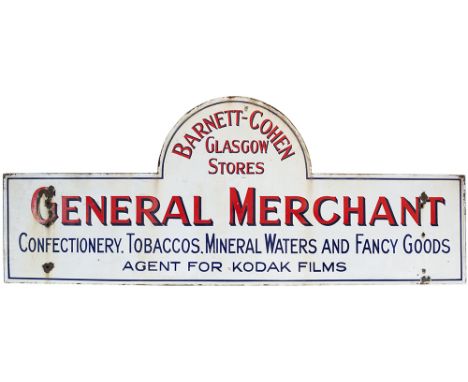 BARNETT-COHEN
GLASGOW
STORES
GENERAL MERCHANT
CONFECTIONERY. TOBACCOS. MINERAL WATERS AND FANCY GOODS
AGENT FOR KODAK FILMS